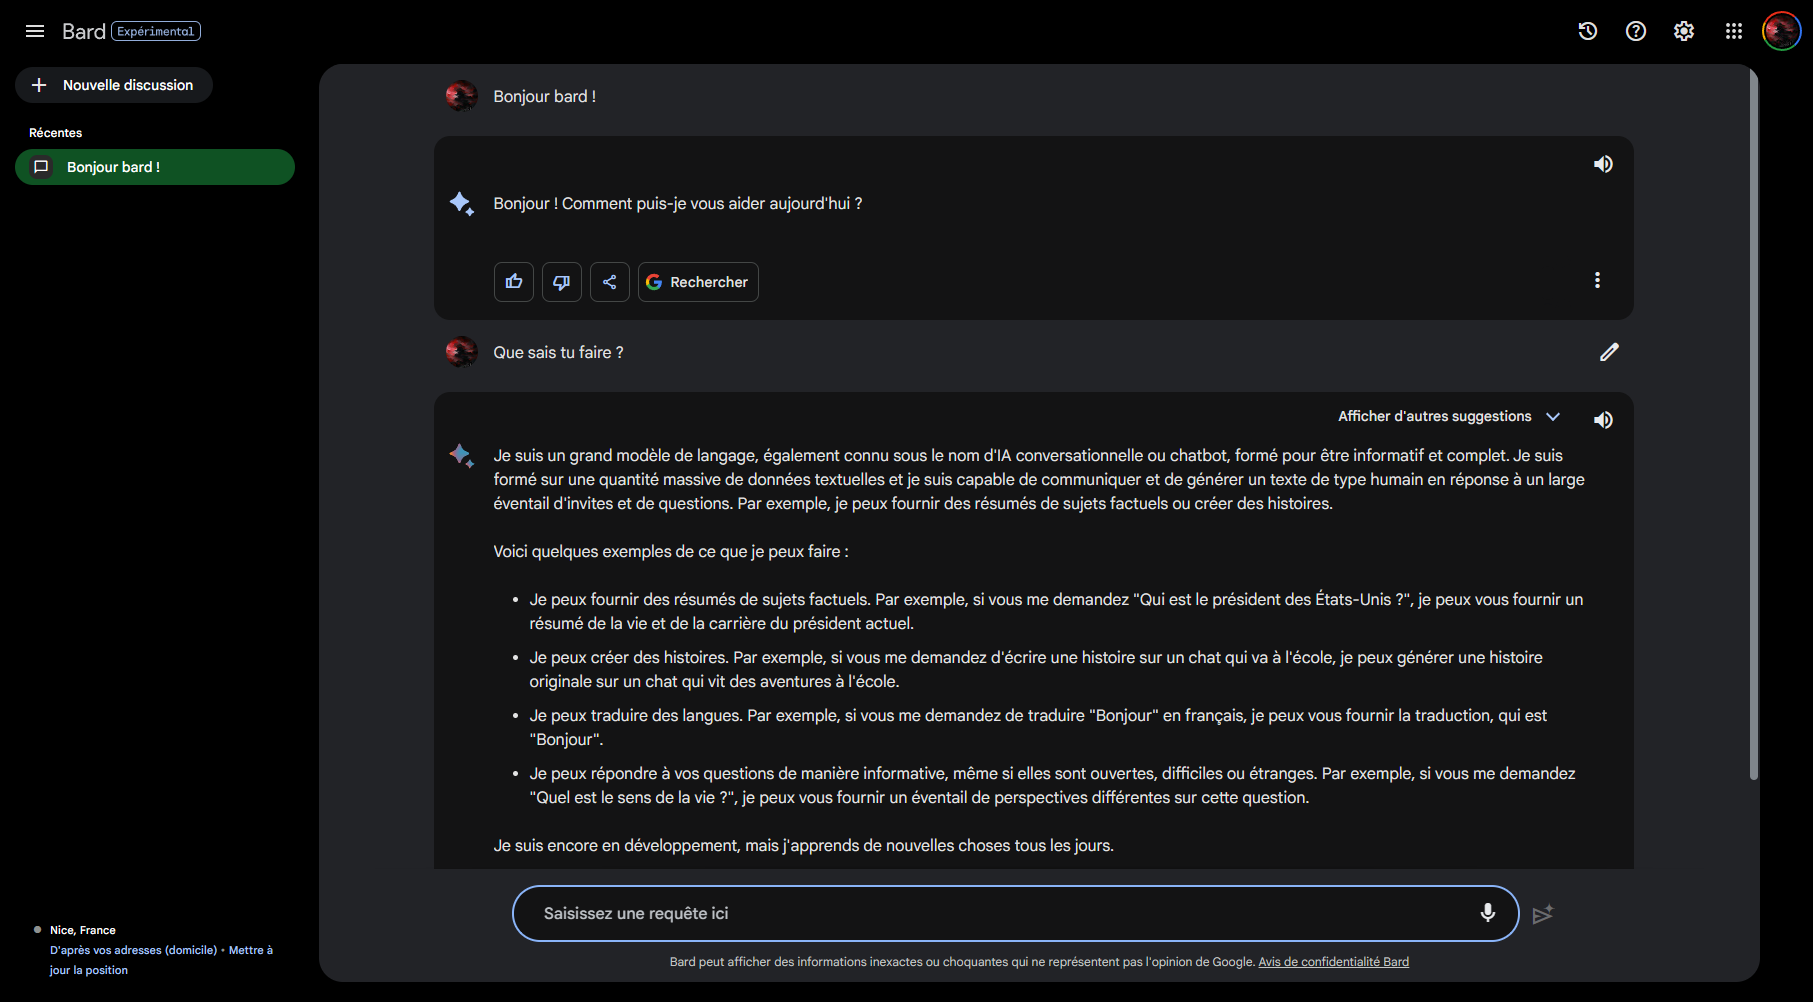 Bard Expérimental
Nouvelle discussion
Récentes
Bonjour bard !
Bonjour bard !
Bonjour ! Comment puis-je vous aider aujourd'hui ?
Rechercher
Que sais tu faire ?
Afficher d'autres suggestions
Je suis un grand modèle de langage, également connu sous le nom d'IA conversationnelle ou chatbot, formé pour être informatif et complet. Je suis
formé sur une quantité massive de données textuelles et je suis capable de communiquer et de générer un texte de type humain en réponse à un large
éventail d'invites et de questions. Par exemple, je peux fournir des résumés de sujets factuels ou créer des histoires.
Voici quelques exemples de ce que je peux faire :
• Je peux fournir des résumés de sujets factuels. Par exemple, si vous me demandez "Qui est le président des États-Unis ?", je peux vous fournir un
résumé de la vie et de la carrière du président actuel.
• Je peux créer des histoires. Par exemple, si vous me demandez d'écrire une histoire sur un chat qui va à l'école, je peux générer une histoire
originale sur un chat qui vit des aventures à l'école.
• Je peux traduire des langues. Par exemple, si vous me demandez de traduire "Bonjour" en français, je peux vous fournir la traduction, qui est
"Bonjour".
• Je peux répondre à vos questions de manière informative, même si elles sont ouvertes, difficiles ou étranges. Par exemple, si vous me demandez
"Quel est le sens de la vie ?", je peux vous fournir un éventail de perspectives différentes sur cette question.
Je suis encore en développement, mais j'apprends de nouvelles choses tous les jours.
Saisissez une requête ici
Bard peut afficher des informations inexactes ou choquantes qui ne représentent pas l'opinion de Google. Avis de confidentialité Bard
Nice, France
D'après vos adresses (domicile) • Mettre à
jour la position